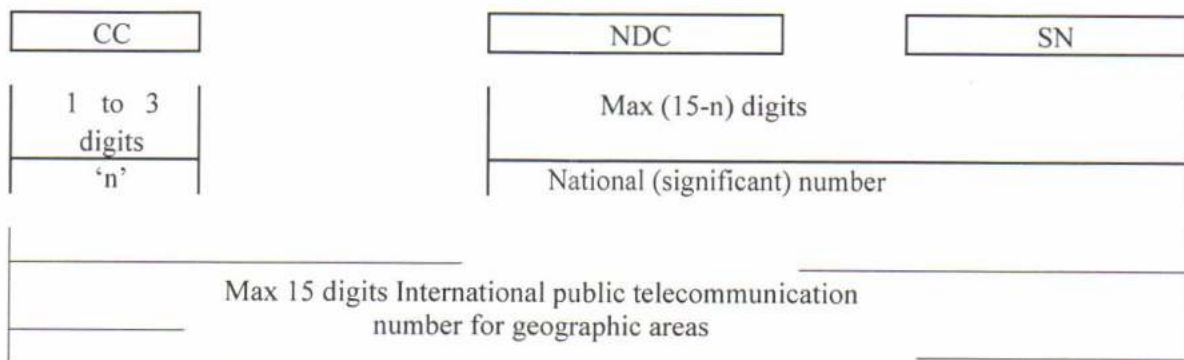 CC NDC SN
1 to 3 Max (15-n) digits
digits
‘n’ National (significant) number
Max 15 digits International public telecommunication
number for geographic areas